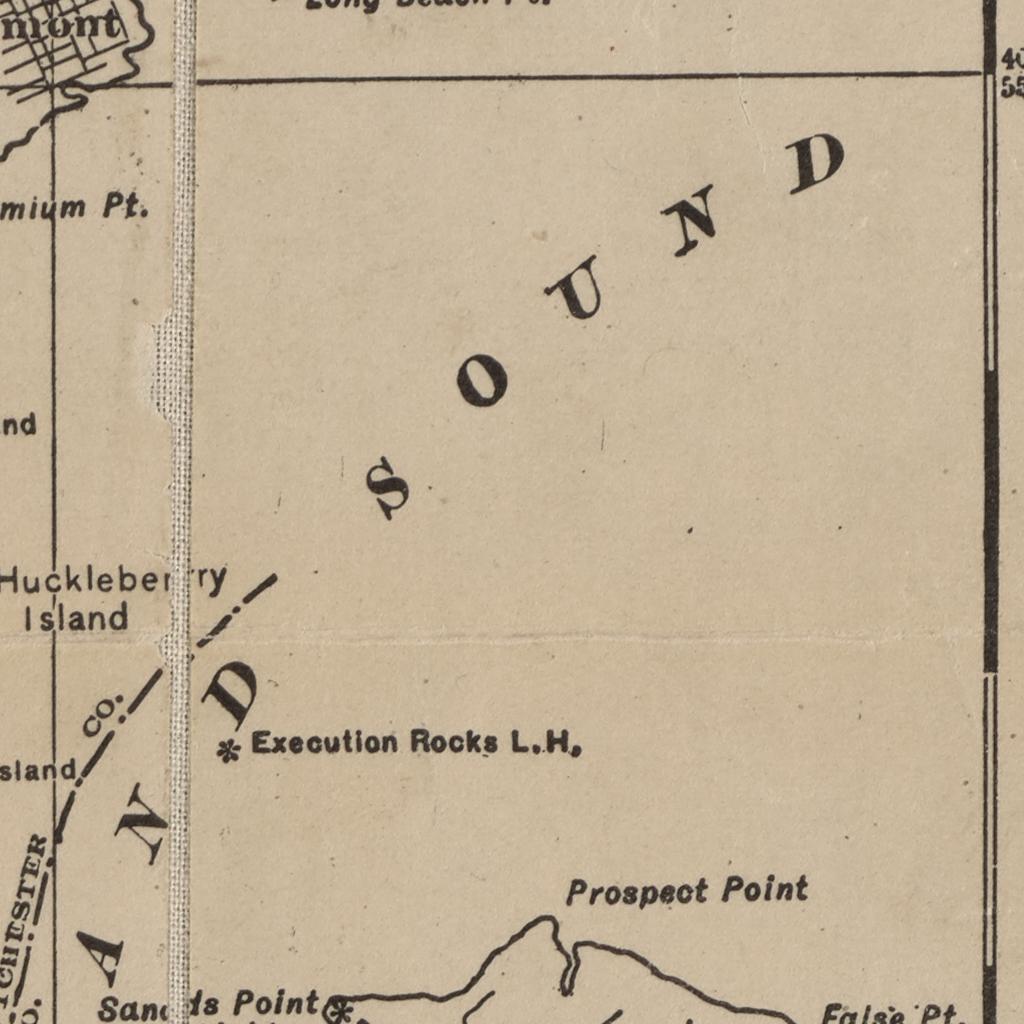 Long Beach Pt.
mont
40
55
mium Pt.
SOUND
nd
Huckleberry
Island
CO.
AND
Execution Rocks L.H.
sland
CHESTER
Prospect Point
Sands Point
False Pt.